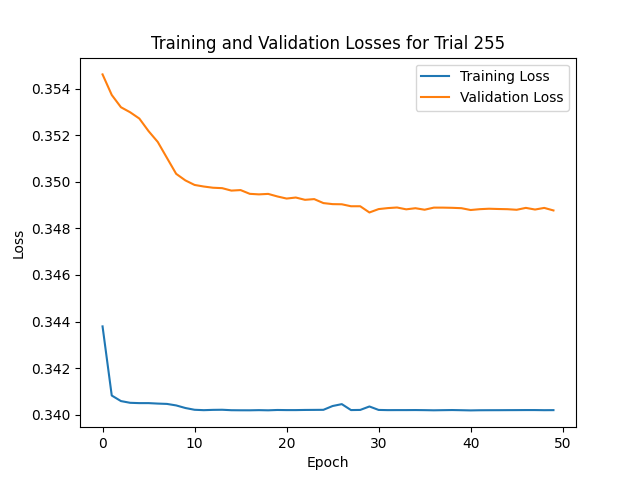 Training and Validation Losses for Trial 255
Training Loss
Validation Loss
0.354
0.352
0.350
0.348
0.346
0.344
0.342
0.340
Loss
0
10
20
30
40
50
Epoch